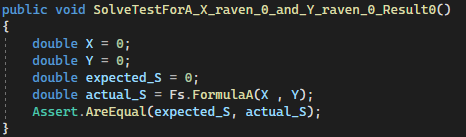 public void SolveTestForA_X_raven_0_and_Y_raven_0_Result0()
{
double X = 0;
double Y = 0;
double expected_S = 0;
double actual_S = Fs.FormulaA(X , Y);
Assert.AreEqual(expected_S, actual_S);
}